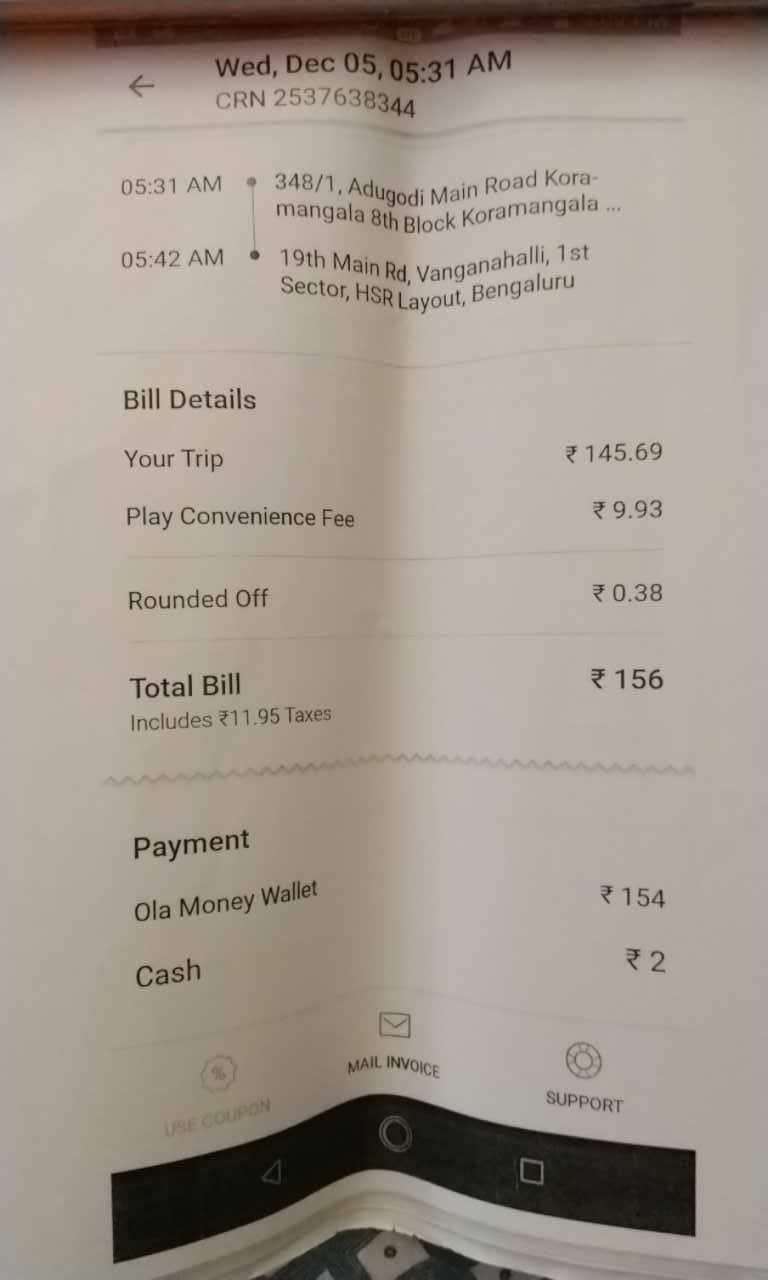 Wed, Dec 05, 05:31 AM
CRN 2537638344
05:31 AM
348/1, Adugodi Main Road Kora-
mangala 8th Block Koramangala ...
05:42 AM
19th Main Rd, Vanganahalli, 1st
Sector, HSR Layout, Bengaluru
Bill Details
Your Trip ₹ 145.69
Play Convenience Fee ₹ 9.93
Rounded Off ₹ 0.38
Total Bill ₹ 156
Includes ₹11.95 Taxes
Payment
Ola Money Wallet ₹ 154
Cash ₹ 2
USE COUPON
MAIL INVOICE
SUPPORT